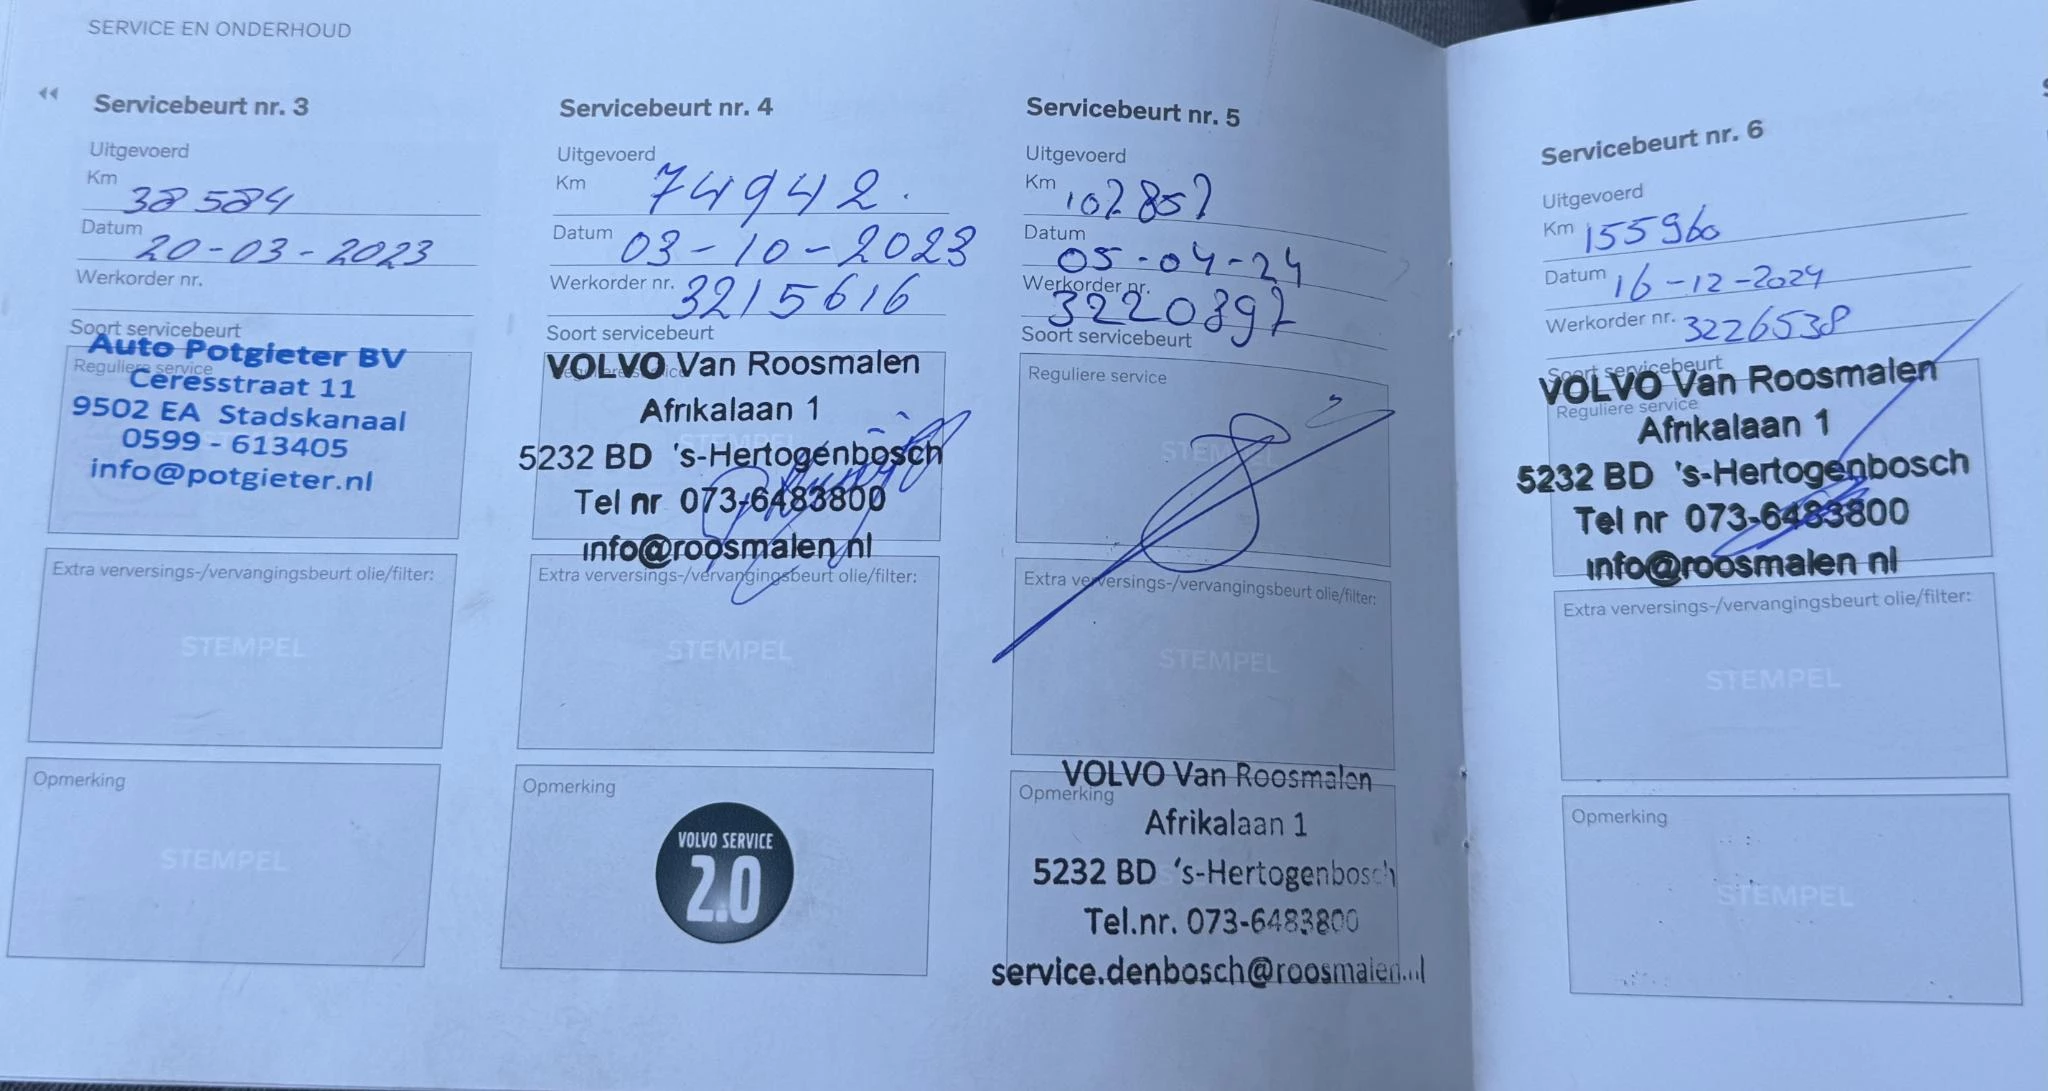 SERVICE EN ONDERHOUD
Servicebeurt nr. 3
Uitgevoerd
Km 38584
Datum 20-03-2023
Werkorder nr.
Soort servicebeurt
Reguliere service
Auto Potgieter BV
Ceresstraat 11
9502 EA Stadskanaal
0599 - 613405
info@potgieter.nl
Extra verversings-/vervangingsbeurt olie/filter:
STEMPEL
Opmerking
STEMPEL
Servicebeurt nr. 4
Uitgevoerd
Km 74942.
Datum 03-10-2023
Werkorder nr. 3215616
Soort servicebeurt
Reguliere service
VOLVO Van Roosmalen
Afrikalaan 1
5232 BD 's-Hertogenbosch
Tel nr 073-6483800
info@roosmalen.nl
Extra verversings-/vervangingsbeurt olie/filter:
STEMPEL
Opmerking
VOLVO SERVICE
2.0
Servicebeurt nr. 5
Uitgevoerd
Km 102857
Datum 05-04-24
Werkorder nr. 3220897
Soort servicebeurt
Reguliere service
STEMPEL
Extra verversings-/vervangingsbeurt olie/filter:
STEMPEL
Opmerking
VOLVO Van Roosmalen
Afrikalaan 1
5232 BD 's-Hertogenbosch
Tel.nr. 073-6483800
service.denbosch@roosmalen.nl
Servicebeurt nr. 6
Uitgevoerd
Km 155960
Datum 16-12-2024
Werkorder nr. 3226538
Soort servicebeurt
Reguliere service
VOLVO Van Roosmalen
Afrikalaan 1
5232 BD 's-Hertogenbosch
Tel nr 073-6483800
info@roosmalen nl
Extra verversings-/vervangingsbeurt olie/filter:
STEMPEL
Opmerking
STEMPEL